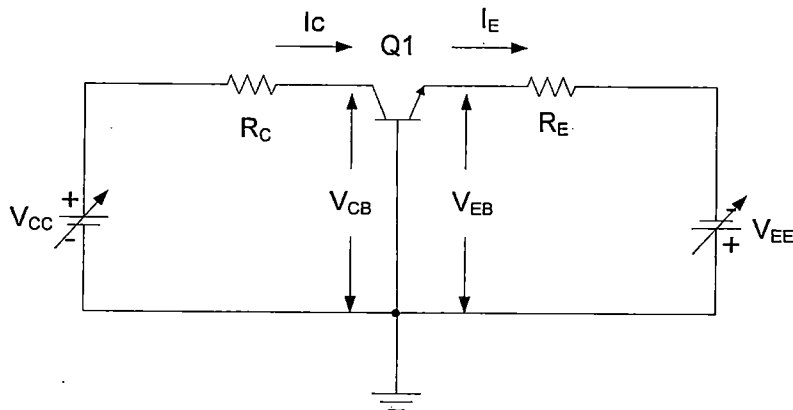 Ic Q1 IE
RC RE
+ VCB VEB -
VCC - + VEE